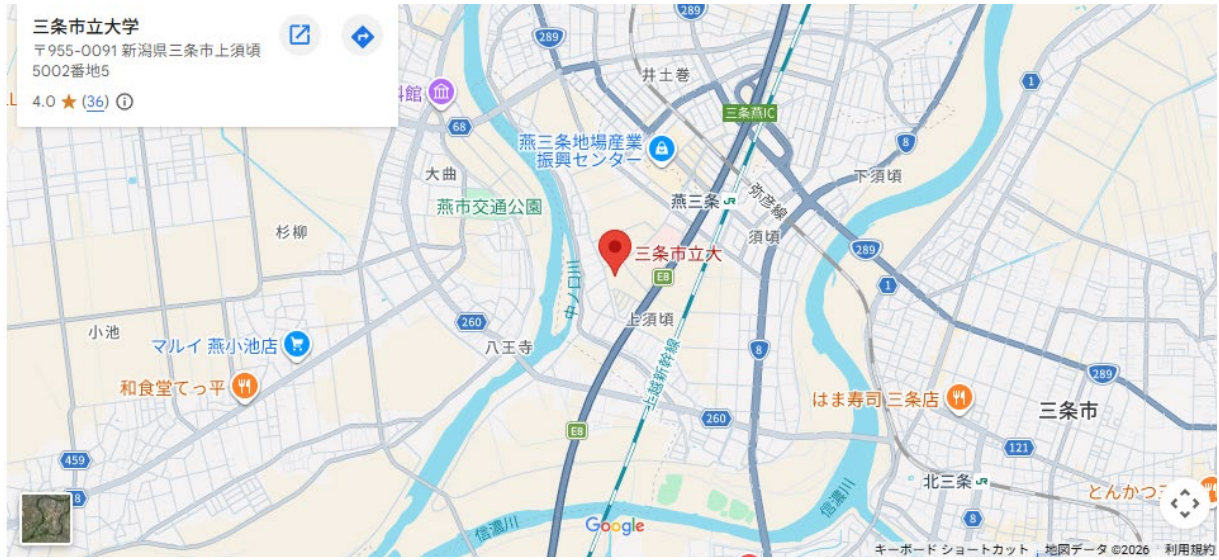 三条市立大学
〒955-0091 新潟県三条市上須頃
5002番地5
4.0 ★ (36)
289
井土巻
1
料館
三条燕IC
68
燕三条地場産業
振興センター
8
大曲
下須頃
燕市交通公園
燕三条 JR
弥彦線
杉柳
須頃
三条市立大
289
中ノ口川
E8
1
260
上須頃
小池
マルイ 燕小池店
八王寺
上越新幹線
8
289
和食堂てっ平
はま寿司 三条店
三条市
260
E8
121
459
北三条 JR
8
とんかつ三
信濃川
信濃川
8
Google
キーボード ショートカット
地図データ ©2026
利用規約